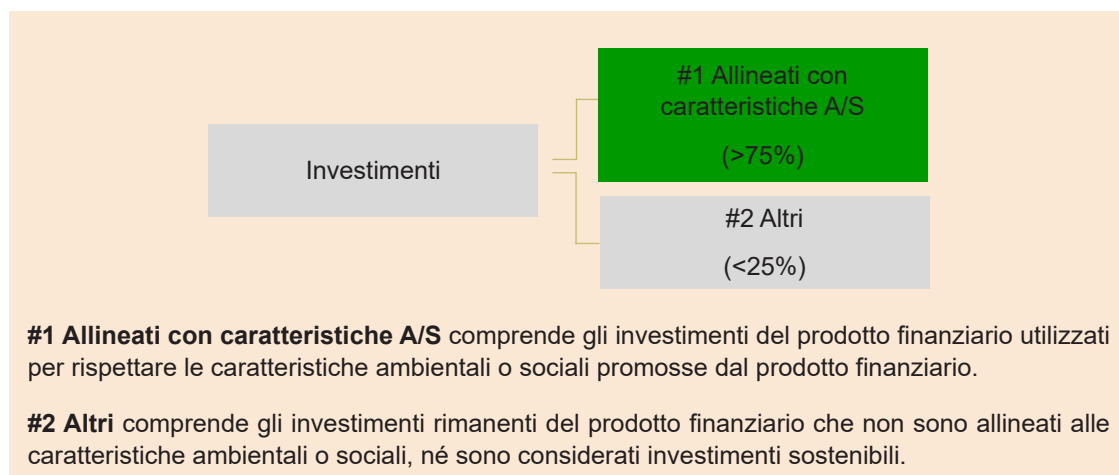 #1 Allineati con
caratteristiche A/S
(>75%)
Investimenti
#2 Altri
(<25%)
#1 Allineati con caratteristiche A/S comprende gli investimenti del prodotto finanziario utilizzati
per rispettare le caratteristiche ambientali o sociali promosse dal prodotto finanziario.
#2 Altri comprende gli investimenti rimanenti del prodotto finanziario che non sono allineati alle
caratteristiche ambientali o sociali, né sono considerati investimenti sostenibili.